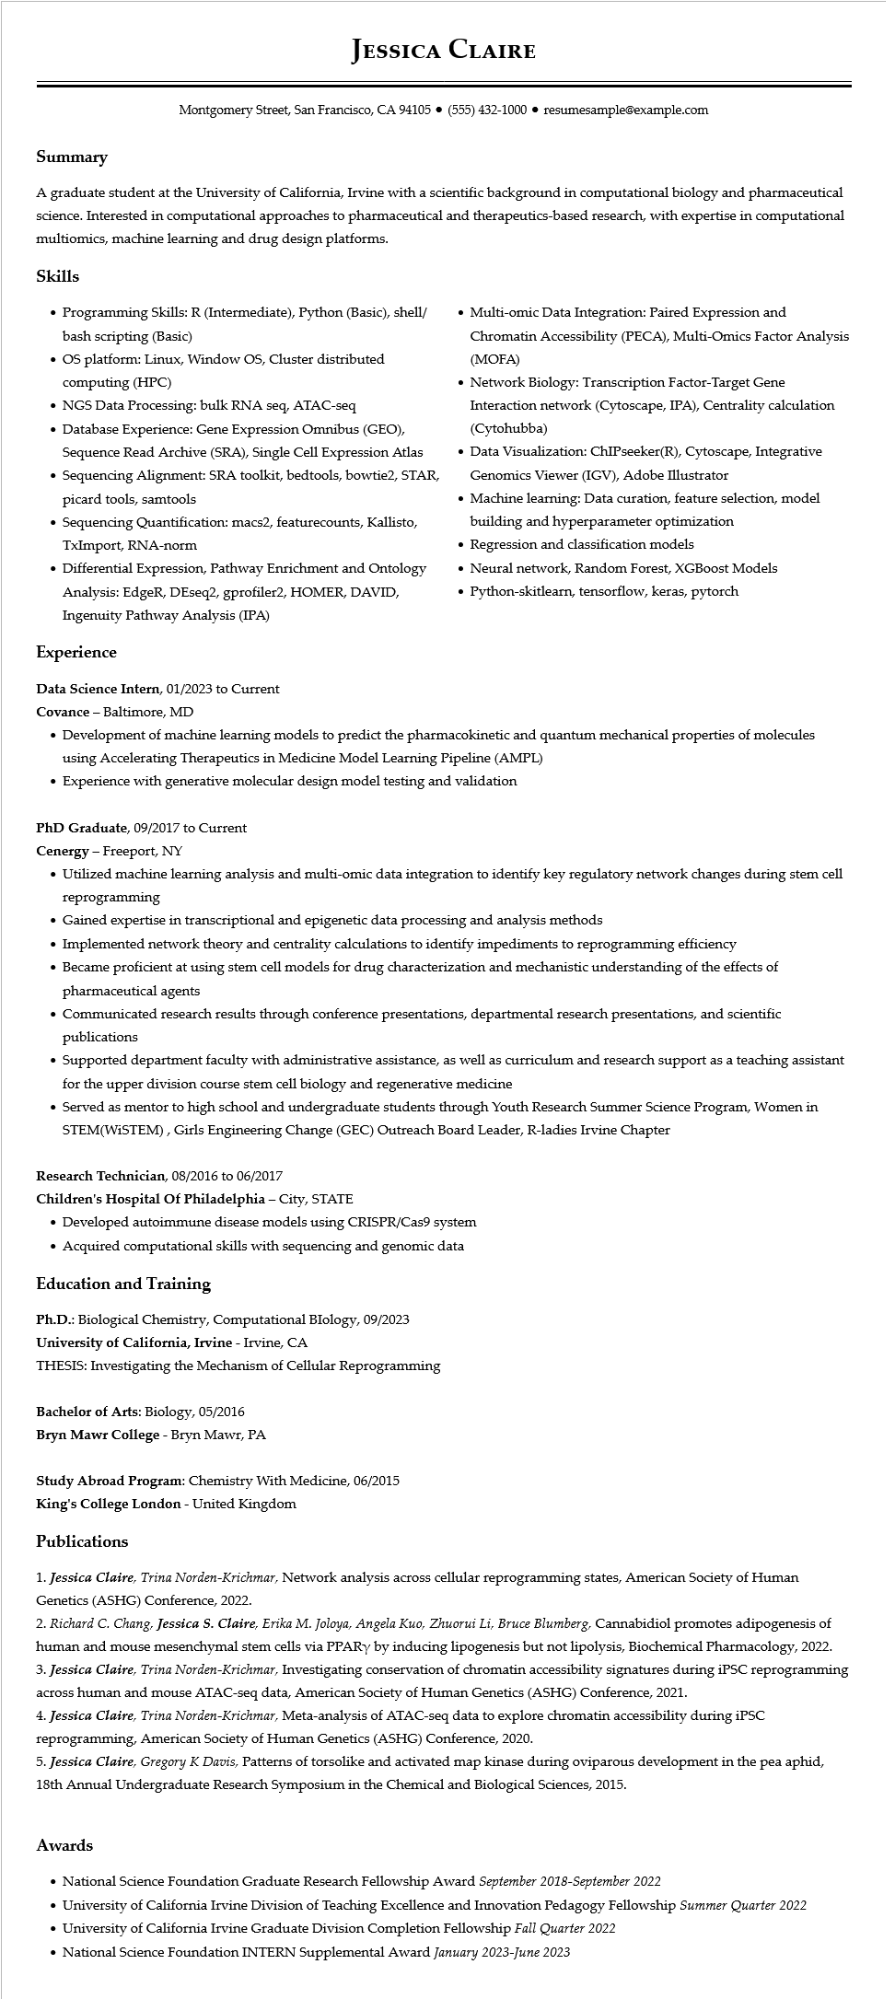 Jessica Claire
Montgomery Street, San Francisco, CA 94105 ● (555) 432-1000 ● resumesample@example.com
Summary
A graduate student at the University of California, Irvine with a scientific background in computational biology and pharmaceutical
science. Interested in computational approaches to pharmaceutical and therapeutics-based research, with expertise in computational
multiomics, machine learning and drug design platforms.
Skills
• Programming Skills: R (Intermediate), Python (Basic), shell/
bash scripting (Basic)
• OS platform: Linux, Window OS, Cluster distributed
computing (HPC)
• NGS Data Processing: bulk RNA seq, ATAC-seq
• Database Experience: Gene Expression Omnibus (GEO),
Sequence Read Archive (SRA), Single Cell Expression Atlas
• Sequencing Alignment: SRA toolkit, bedtools, bowtie2, STAR,
picard tools, samtools
• Sequencing Quantification: macs2, featurecounts, Kallisto,
TxImport, RNA-norm
• Differential Expression, Pathway Enrichment and Ontology
Analysis: EdgeR, DEseq2, gprofiler2, HOMER, DAVID,
Ingenuity Pathway Analysis (IPA)
• Multi-omic Data Integration: Paired Expression and
Chromatin Accessibility (PECA), Multi-Omics Factor Analysis
(MOFA)
• Network Biology: Transcription Factor-Target Gene
Interaction network (Cytoscape, IPA), Centrality calculation
(Cytohubba)
• Data Visualization: ChIPseeker(R), Cytoscape, Integrative
Genomics Viewer (IGV), Adobe Illustrator
• Machine learning: Data curation, feature selection, model
building and hyperparameter optimization
• Regression and classification models
• Neural network, Random Forest, XGBoost Models
• Python-skitlearn, tensorflow, keras, pytorch
Experience
Data Science Intern, 01/2023 to Current
Covance – Baltimore, MD
• Development of machine learning models to predict the pharmacokinetic and quantum mechanical properties of molecules
using Accelerating Therapeutics in Medicine Model Learning Pipeline (AMPL)
• Experience with generative molecular design model testing and validation
PhD Graduate, 09/2017 to Current
Cenergy – Freeport, NY
• Utilized machine learning analysis and multi-omic data integration to identify key regulatory network changes during stem cell
reprogramming
• Gained expertise in transcriptional and epigenetic data processing and analysis methods
• Implemented network theory and centrality calculations to identify impediments to reprogramming efficiency
• Became proficient at using stem cell models for drug characterization and mechanistic understanding of the effects of
pharmaceutical agents
• Communicated research results through conference presentations, departmental research presentations, and scientific
publications
• Supported department faculty with administrative assistance, as well as curriculum and research support as a teaching assistant
for the upper division course stem cell biology and regenerative medicine
• Served as mentor to high school and undergraduate students through Youth Research Summer Science Program, Women in
STEM(WiSTEM) , Girls Engineering Change (GEC) Outreach Board Leader, R-ladies Irvine Chapter
Research Technician, 08/2016 to 06/2017
Children's Hospital Of Philadelphia – City, STATE
• Developed autoimmune disease models using CRISPR/Cas9 system
• Acquired computational skills with sequencing and genomic data
Education and Training
Ph.D.: Biological Chemistry, Computational BIology, 09/2023
University of California, Irvine - Irvine, CA
THESIS: Investigating the Mechanism of Cellular Reprogramming
Bachelor of Arts: Biology, 05/2016
Bryn Mawr College - Bryn Mawr, PA
Study Abroad Program: Chemistry With Medicine, 06/2015
King's College London - United Kingdom
Publications
1. Jessica Claire, Trina Norden-Krichmar, Network analysis across cellular reprogramming states, American Society of Human
Genetics (ASHG) Conference, 2022.
2. Richard C. Chang, Jessica S. Claire, Erika M. Joloya, Angela Kuo, Zhuorui Li, Bruce Blumberg, Cannabidiol promotes adipogenesis of
human and mouse mesenchymal stem cells via PPARγ by inducing lipogenesis but not lipolysis, Biochemical Pharmacology, 2022.
3. Jessica Claire, Trina Norden-Krichmar, Investigating conservation of chromatin accessibility signatures during iPSC reprogramming
across human and mouse ATAC-seq data, American Society of Human Genetics (ASHG) Conference, 2021.
4. Jessica Claire, Trina Norden-Krichmar, Meta-analysis of ATAC-seq data to explore chromatin accessibility during iPSC
reprogramming, American Society of Human Genetics (ASHG) Conference, 2020.
5. Jessica Claire, Gregory K Davis, Patterns of torsolike and activated map kinase during oviparous development in the pea aphid,
18th Annual Undergraduate Research Symposium in the Chemical and Biological Sciences, 2015.
Awards
• National Science Foundation Graduate Research Fellowship Award September 2018-September 2022
• University of California Irvine Division of Teaching Excellence and Innovation Pedagogy Fellowship Summer Quarter 2022
• University of California Irvine Graduate Division Completion Fellowship Fall Quarter 2022
• National Science Foundation INTERN Supplemental Award January 2023-June 2023